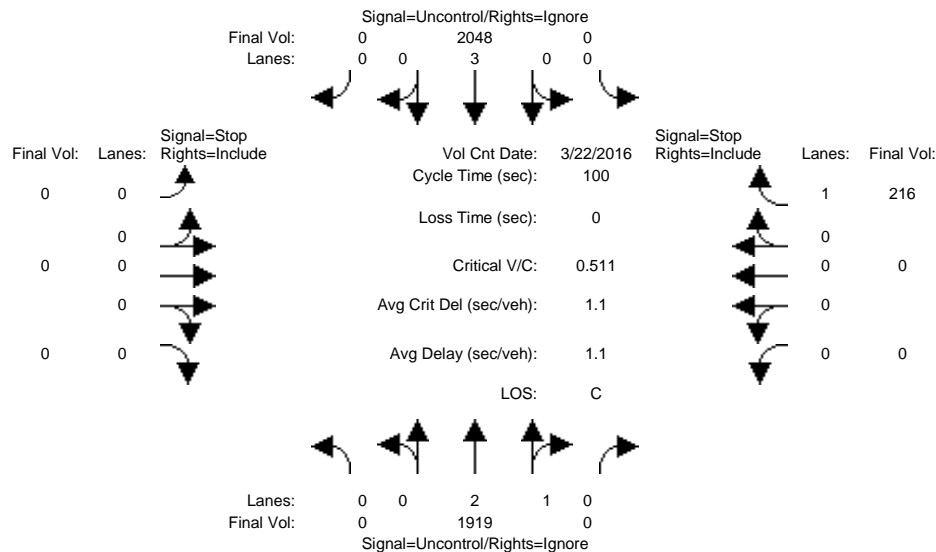 Signal=Uncontrol/Rights=Ignore
Final Vol: 0 2048 0
Lanes: 0 0 3 0 0
Signal=Stop Signal=Stop
Final Vol: Lanes: Rights=Include Vol Cnt Date: 3/22/2016 Rights=Include Lanes: Final Vol:
Cycle Time (sec): 100
0 0 1 216
Loss Time (sec): 0
0 0
0 0 Critical V/C: 0.511 0 0
0 Avg Crit Del (sec/veh): 1.1 0
0 0 Avg Delay (sec/veh): 1.1 0 0
LOS: C
Lanes: 0 0 2 1 0
Final Vol: 0 1919 0
Signal=Uncontrol/Rights=Ignore